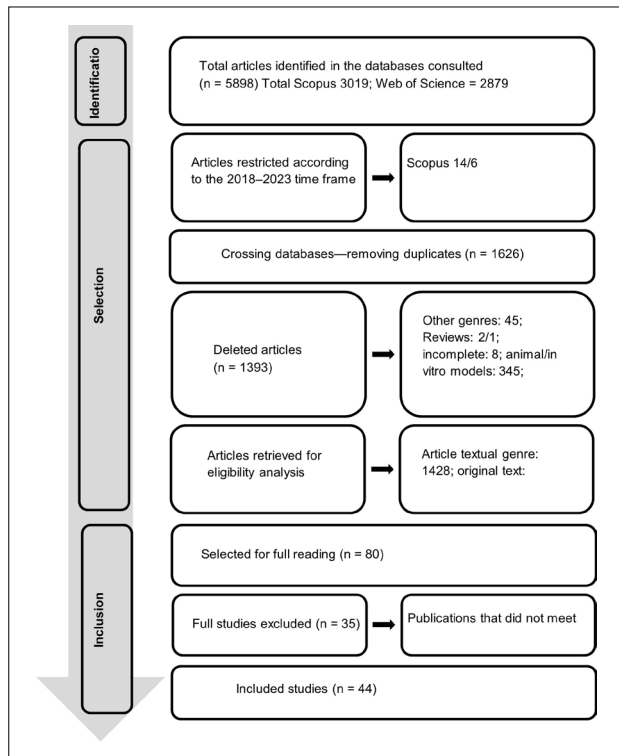 Identificatio
Total articles identified in the databases consulted
(n = 5898) Total Scopus 3019; Web of Science = 2879
Selection
Articles restricted according
to the 2018–2023 time frame
Scopus 14/6
Crossing databases—removing duplicates (n = 1626)
Deleted articles
(n = 1393)
Other genres: 45;
Reviews: 2/1;
incomplete: 8; animal/in
vitro models: 345;
Articles retrieved for
eligibility analysis
Article textual genre:
1428; original text:
Inclusion
Selected for full reading (n = 80)
Full studies excluded (n = 35)
Publications that did not meet
Included studies (n = 44)